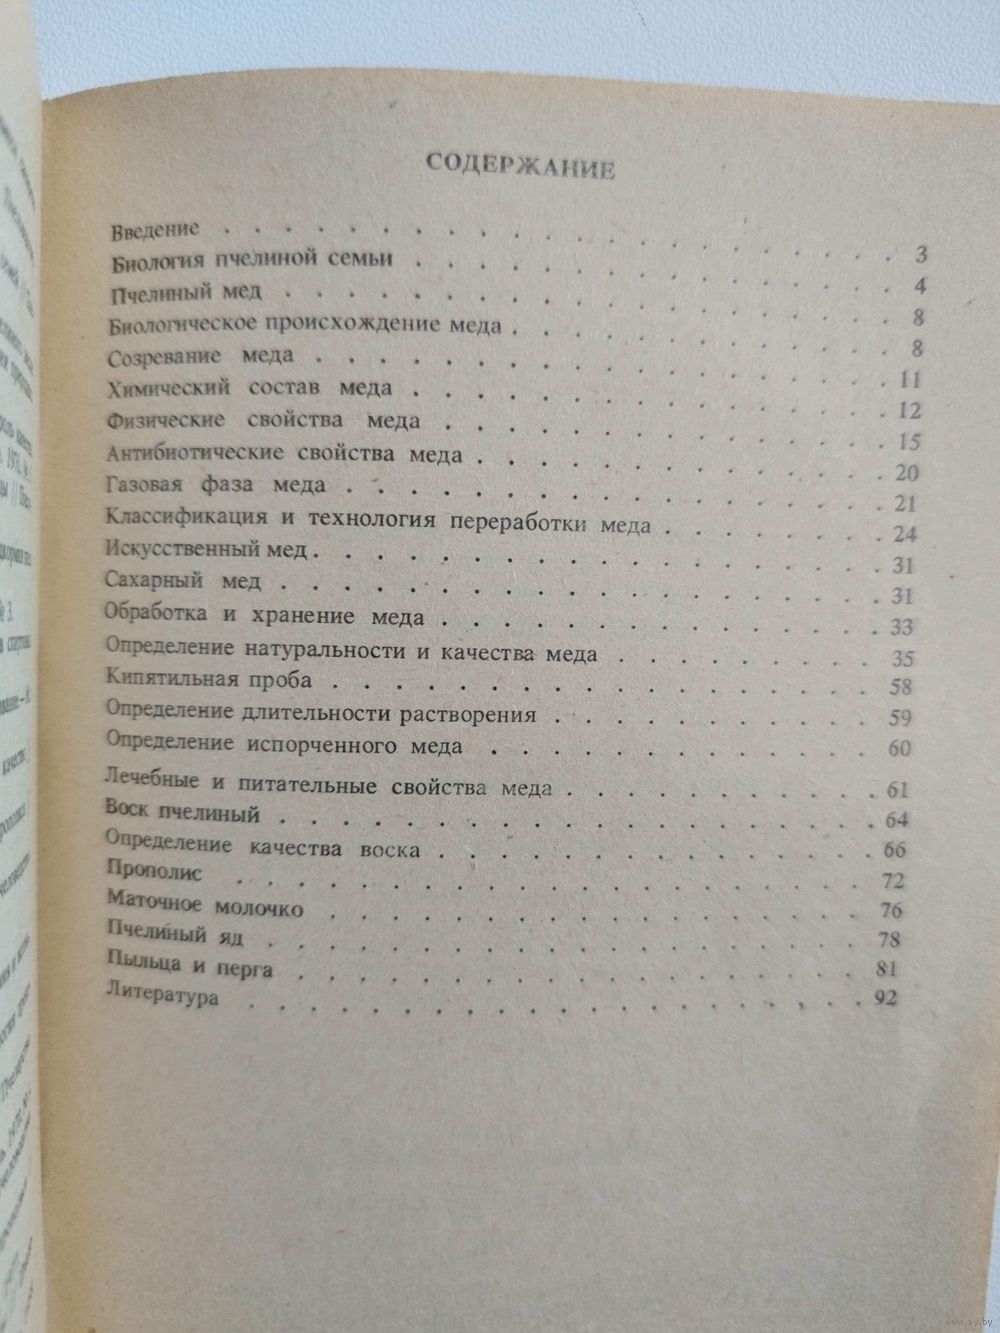 СОДЕРЖАНИЕ
Введение . . . . . . . . . . 3
Биология пчелиной семьи . . . . . . . . . . 4
Пчелиный мед . . . . . . . . . . 8
Биологическое происхождение меда . . . . . . . . . . 8
Созревание меда . . . . . . . . . . 11
Химический состав меда . . . . . . . . . . 12
Физические свойства меда . . . . . . . . . . 15
Антибиотические свойства меда . . . . . . . . . . 20
Газовая фаза меда . . . . . . . . . . 21
Классификация и технология переработки меда . . . . . . . . 24
Искусственный мед . . . . . . . . . . 31
Сахарный мед . . . . . . . . . . 31
Обработка и хранение меда . . . . . . . . . . 33
Определение натуральности и качества меда . . . . . . . . . 35
Кипятильная проба . . . . . . . . . . 58
Определение длительности растворения . . . . . . . . . . 59
Определение испорченного меда . . . . . . . . . . 60
Лечебные и питательные свойства меда . . . . . . . . . . 61
Воск пчелиный . . . . . . . . . . 64
Определение качества воска . . . . . . . . . . 66
Прополис . . . . . . . . . . 72
Маточное молочко . . . . . . . . . . 76
Пчелиный яд . . . . . . . . . . 78
Пыльца и перга . . . . . . . . . . 81
Литература . . . . . . . . . . 92
www.ay.by